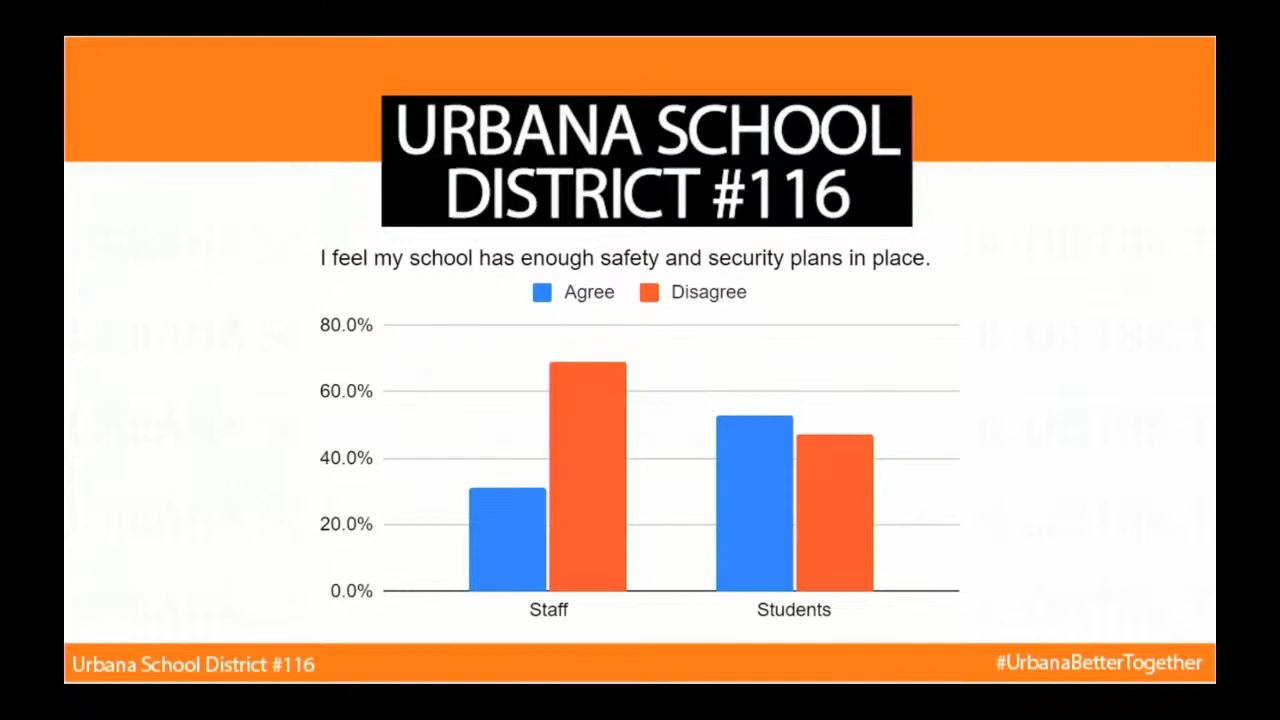 URBANA SCHOOL
DISTRICT #116
I feel my school has enough safety and security plans in place.
Agree Disagree
80.0%
60.0%
40.0%
20.0%
0.0%
Staff Students
Urbana School District #116 #UrbanaBetterTogether